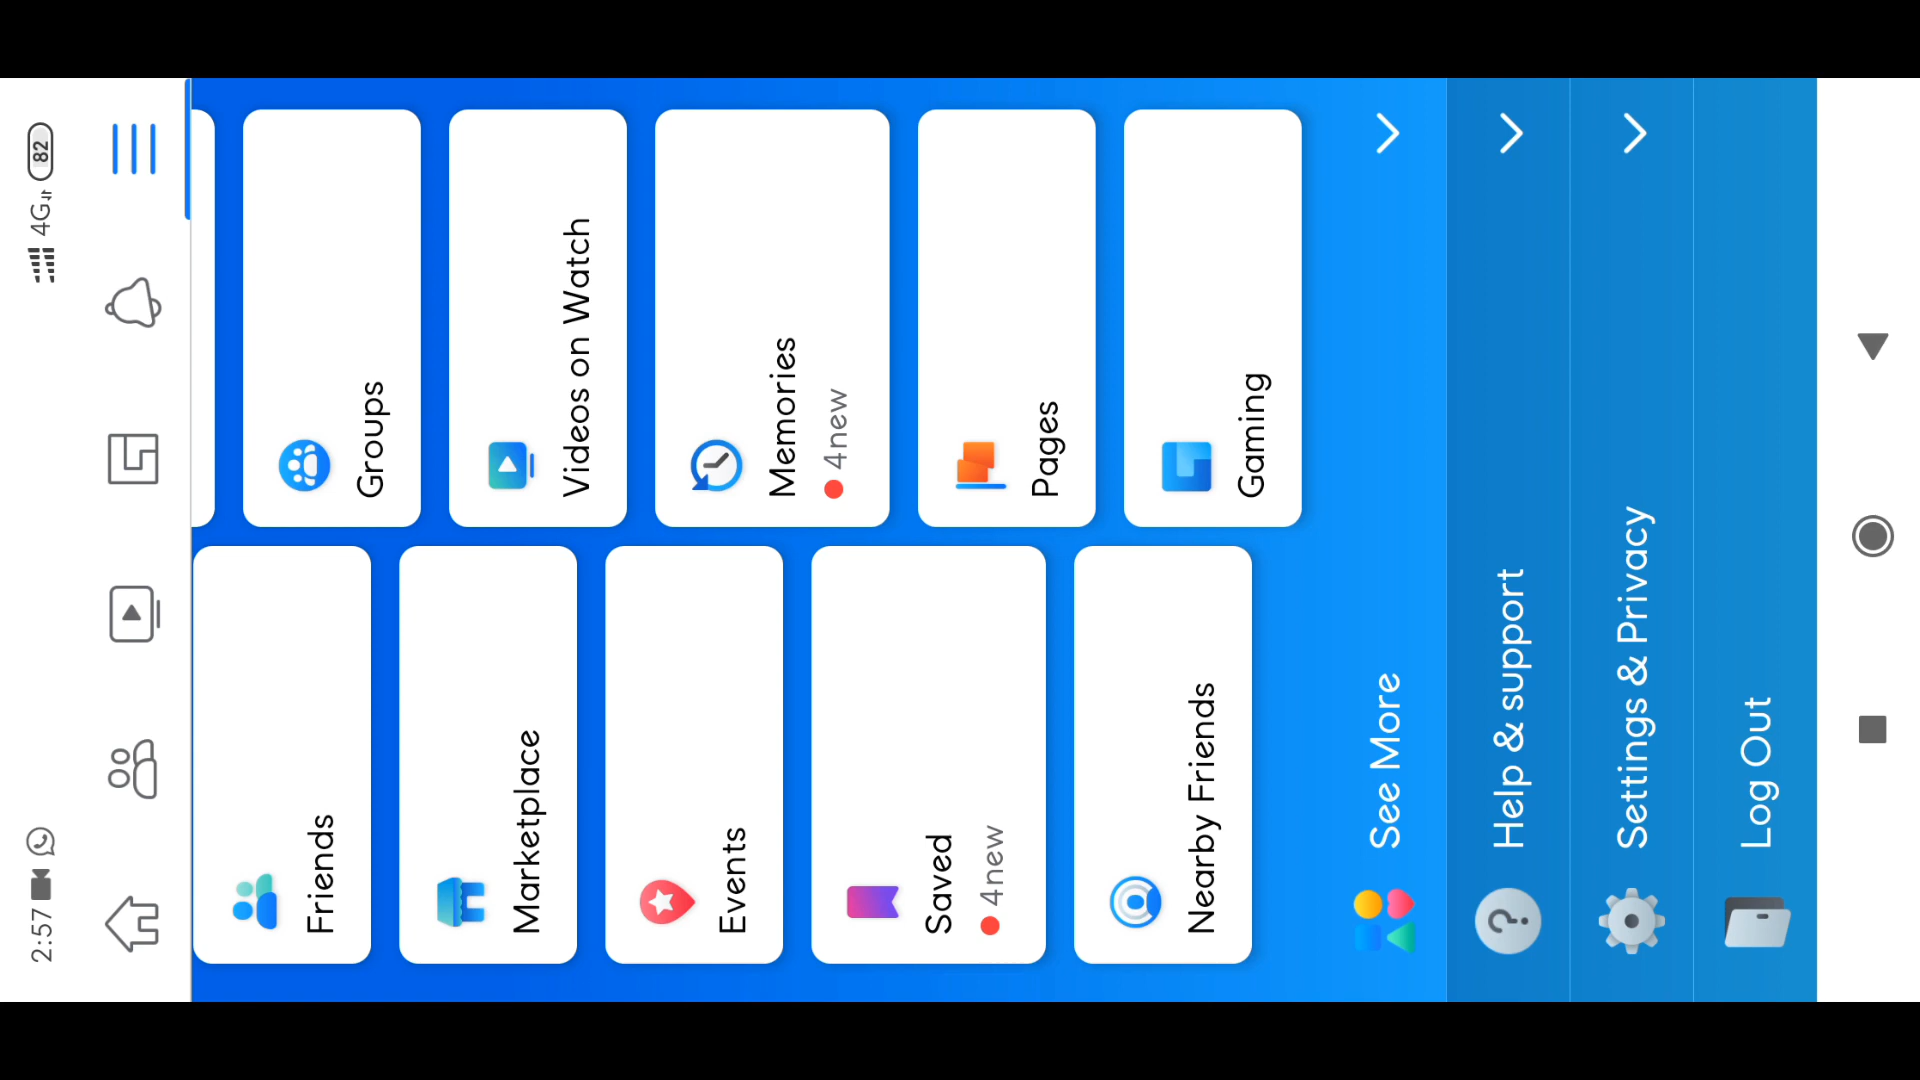 2:57
4G 82
Groups
Friends
Videos on Watch
Marketplace
Memories
4 new
Events
Saved
4 new
Pages
Nearby Friends
Gaming
See More
Help & support
Settings & Privacy
Log Out